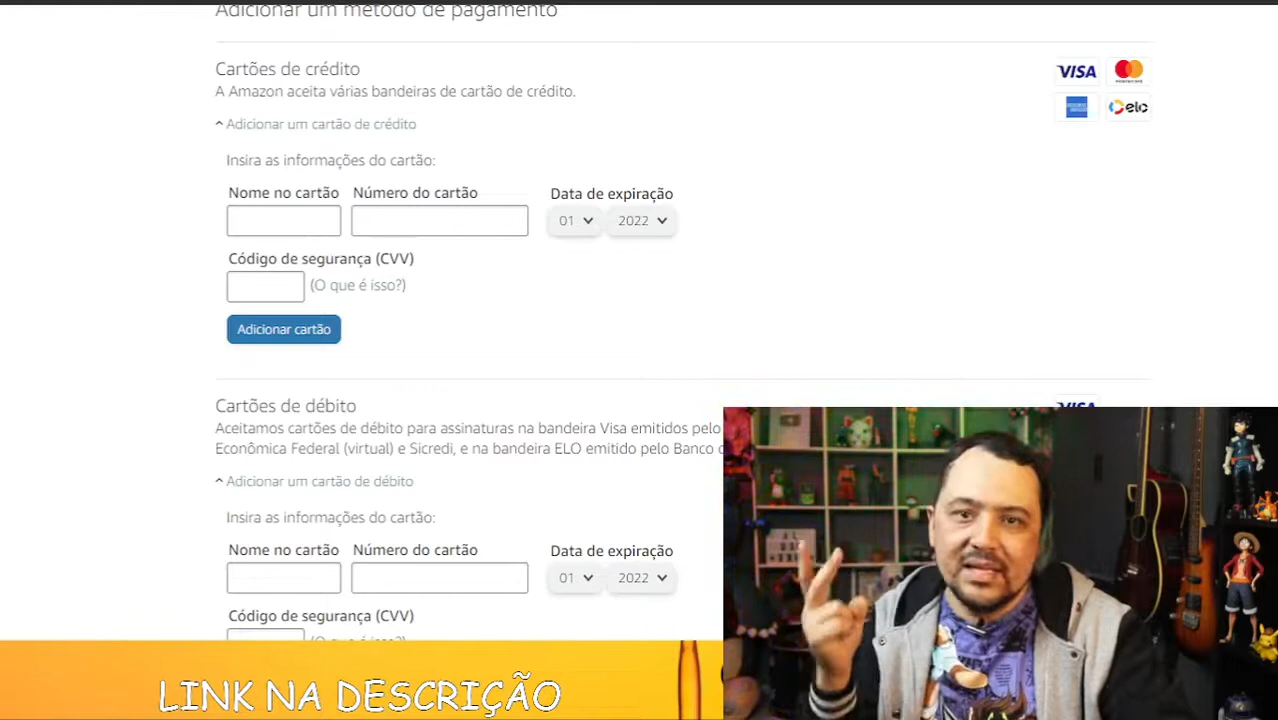 Adicionar um método de pagamento
Cartões de crédito
A Amazon aceita várias bandeiras de cartão de crédito.
VISA
elo
Adicionar um cartão de crédito
Insira as informações do cartão:
Nome no cartão Número do cartão Data de expiração
01 2022
Código de segurança (CVV)
(O que é isso?)
Adicionar cartão
Cartões de débito
VISA
Aceitamos cartões de débito para assinaturas na bandeira Visa emitidos pelo
Econômica Federal (virtual) e Sicredi, e na bandeira ELO emitido pelo Banco
Adicionar um cartão de débito
Insira as informações do cartão:
Nome no cartão Número do cartão Data de expiração
01 2022
Código de segurança (CVV)
(O que é isso?)
LINK NA DESCRIÇÃO